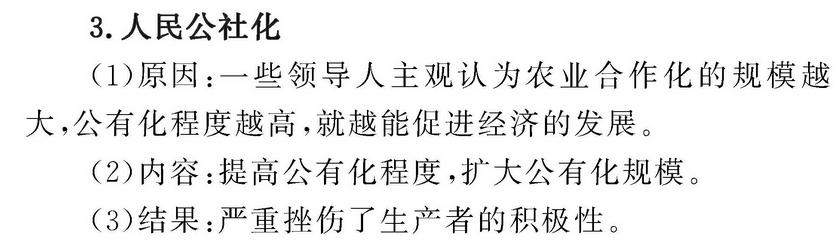 3. 人民公社化
(1)原因:一些领导人主观认为农业合作化的规模越
大,公有化程度越高,就越能促进经济的发展。
(2)内容:提高公有化程度,扩大公有化规模。
(3)结果:严重挫伤了生产者的积极性。